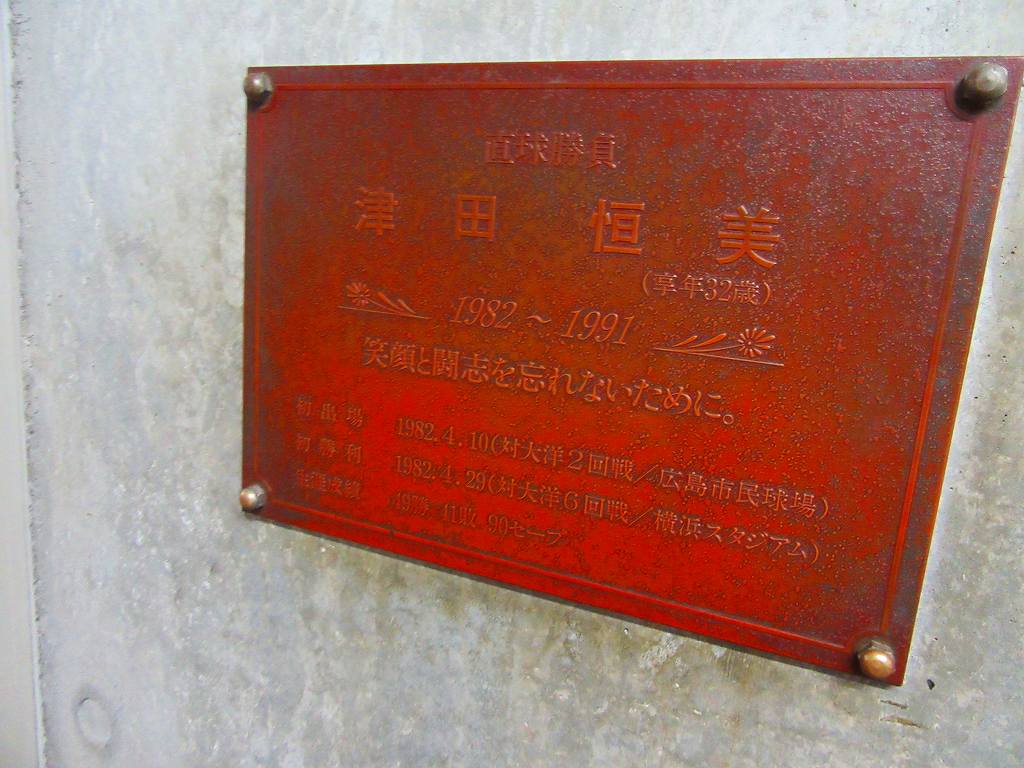 直球勝負
津田恒美
(享年32歳)
1982～1991
笑顔と闘志を忘れないために。
初出場 1982.4.10(対大洋2回戦/広島市民球場)
初勝利 1982.4.29(対大洋6回戦/横浜スタジアム)
生涯成績 49勝 41敗 90セーブ